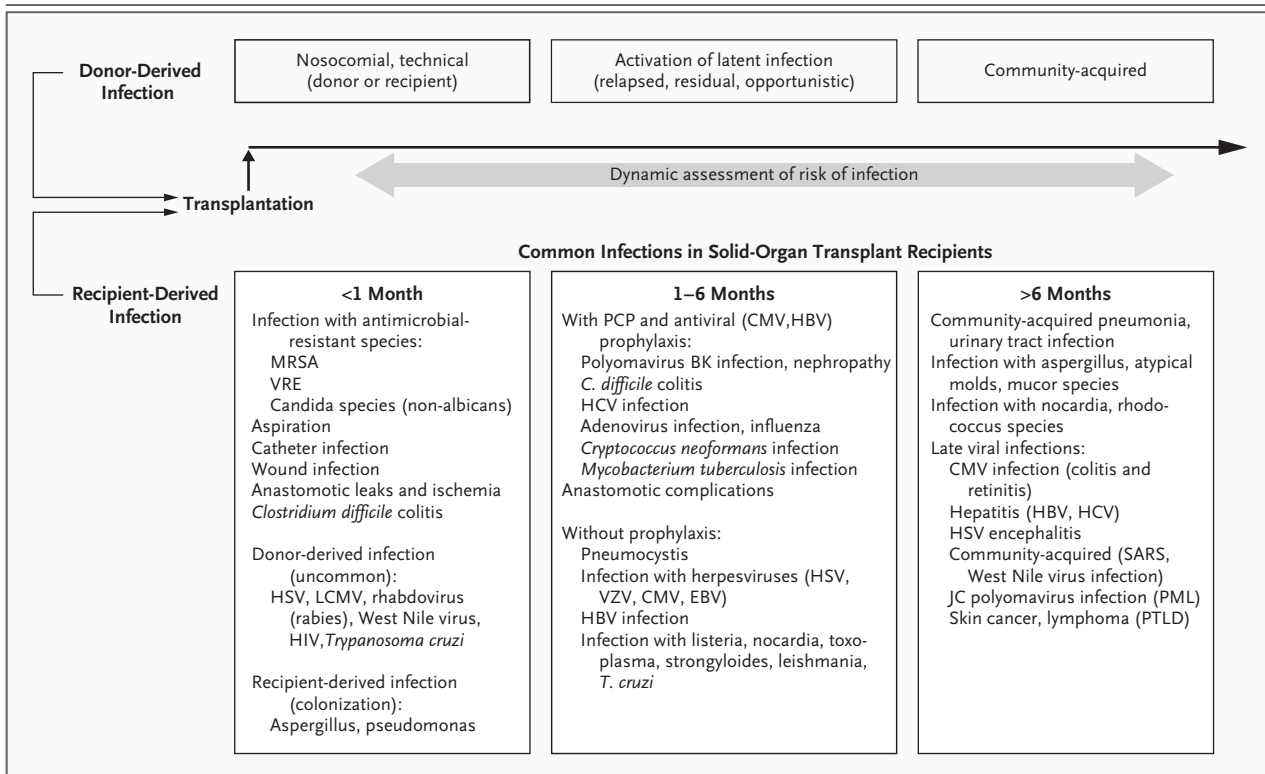 Donor-Derived
Infection
Nosocomial, technical
(donor or recipient)
Activation of latent infection
(relapsed, residual, opportunistic)
Community-acquired
Dynamic assessment of risk of infection
Transplantation
Common Infections in Solid-Organ Transplant Recipients
Recipient-Derived
Infection
<1 Month
Infection with antimicrobial-
resistant species:
MRSA
VRE
Candida species (non-albicans)
Aspiration
Catheter infection
Wound infection
Anastomotic leaks and ischemia
Clostridium difficile colitis
Donor-derived infection
(uncommon):
HSV, LCMV, rhabdovirus
(rabies), West Nile virus,
HIV,Trypanosoma cruzi
Recipient-derived infection
(colonization):
Aspergillus, pseudomonas
1–6 Months
With PCP and antiviral (CMV,HBV)
prophylaxis:
Polyomavirus BK infection, nephropathy
C. difficile colitis
HCV infection
Adenovirus infection, influenza
Cryptococcus neoformans infection
Mycobacterium tuberculosis infection
Anastomotic complications
Without prophylaxis:
Pneumocystis
Infection with herpesviruses (HSV,
VZV, CMV, EBV)
HBV infection
Infection with listeria, nocardia, toxo-
plasma, strongyloides, leishmania,
T. cruzi
>6 Months
Community-acquired pneumonia,
urinary tract infection
Infection with aspergillus, atypical
molds, mucor species
Infection with nocardia, rhodo-
coccus species
Late viral infections:
CMV infection (colitis and
retinitis)
Hepatitis (HBV, HCV)
HSV encephalitis
Community-acquired (SARS,
West Nile virus infection)
JC polyomavirus infection (PML)
Skin cancer, lymphoma (PTLD)